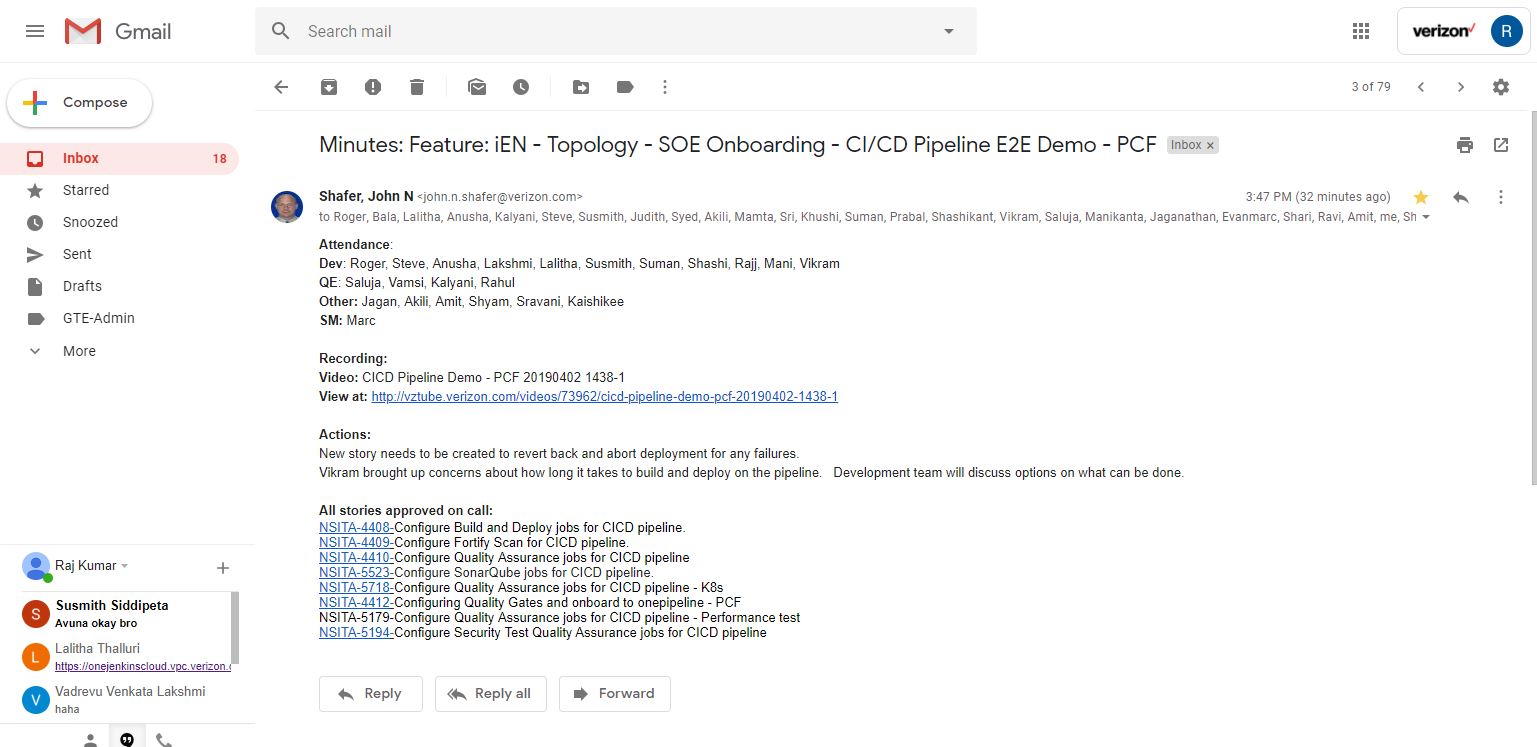 Gmail
Search mail
verizon
R
Compose
3 of 79
Inbox 18
Starred
Snoozed
Sent
Drafts
GTE-Admin
More
Minutes: Feature: iEN - Topology - SOE Onboarding - CI/CD Pipeline E2E Demo - PCF Inbox ×
Shafer, John N <john.n.shafer@verizon.com> 3:47 PM (32 minutes ago)
to Roger, Bala, Lalitha, Anusha, Kalyani, Steve, Susmith, Judith, Syed, Akili, Mamta, Sri, Khushi, Suman, Prabal, Shashikant, Vikram, Saluja, Manikanta, Jaganathan, Evanmarc, Shari, Ravi, Amit, me, Sh
Attendance:
Dev: Roger, Steve, Anusha, Lakshmi, Lalitha, Susmith, Suman, Shashi, Rajj, Mani, Vikram
QE: Saluja, Vamsi, Kalyani, Rahul
Other: Jagan, Akili, Amit, Shyam, Sravani, Kaishikee
SM: Marc
Recording:
Video: CICD Pipeline Demo - PCF 20190402 1438-1
View at: http://vztube.verizon.com/videos/73962/cicd-pipeline-demo-pcf-20190402-1438-1
Actions:
New story needs to be created to revert back and abort deployment for any failures.
Vikram brought up concerns about how long it takes to build and deploy on the pipeline. Development team will discuss options on what can be done.
All stories approved on call:
NSITA-4408-Configure Build and Deploy jobs for CICD pipeline.
NSITA-4409-Configure Fortify Scan for CICD pipeline.
NSITA-4410-Configure Quality Assurance jobs for CICD pipeline
NSITA-5523-Configure SonarQube jobs for CICD pipeline.
NSITA-5718-Configure Quality Assurance jobs for CICD pipeline - K8s
NSITA-4412-Configuring Quality Gates and onboard to onepipeline - PCF
NSITA-5179-Configure Quality Assurance jobs for CICD pipeline - Performance test
NSITA-5194-Configure Security Test Quality Assurance jobs for CICD pipeline
Reply
Reply all
Forward
Raj Kumar
S
Susmith Siddipeta
Avuna okay bro
L
Lalitha Thalluri
https://onejenkinscloud.vpc.verizon.c
V
Vadrevu Venkata Lakshmi
haha